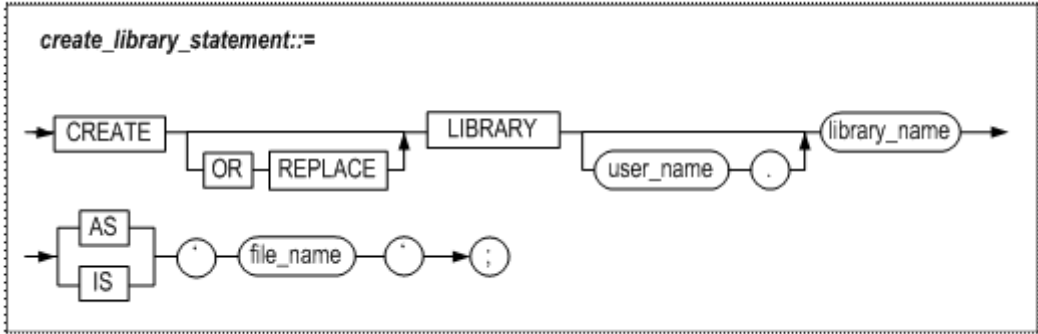 create_library_statement::=
CREATE OR REPLACE LIBRARY user_name . library_name
AS IS ' file_name ' ;